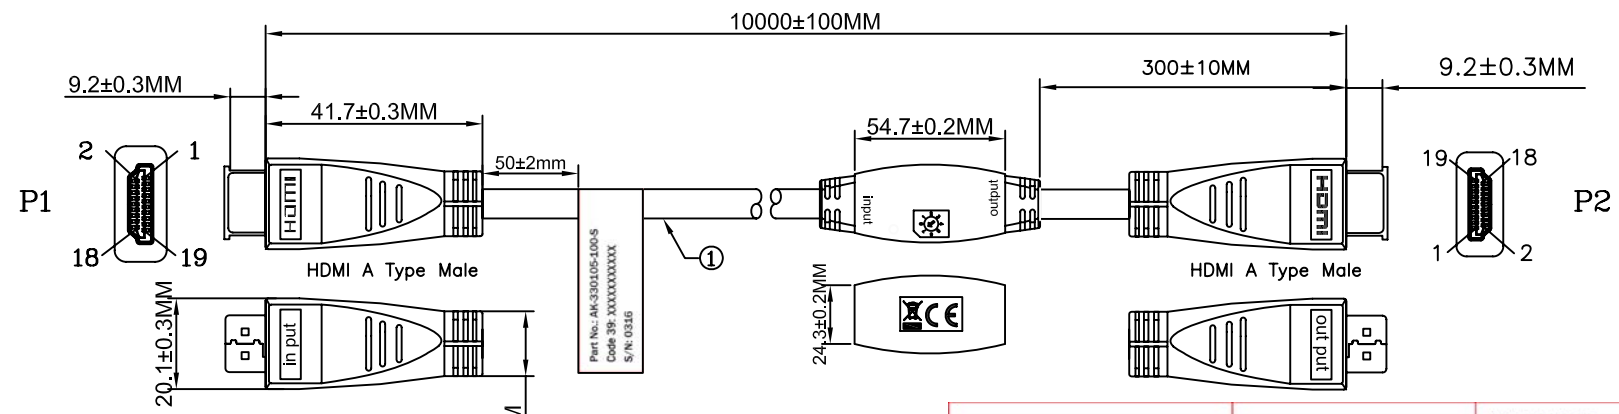 10000±100MM
9.2±0.3MM
41.7±0.3MM
50±2mm
54.7±0.2MM
300±10MM
9.2±0.3MM
P1
2
1
18
19
HDMI
input
output
HDMI
19
18
1
2
P2
HDMI A Type Male
1
HDMI A Type Male
Part No.: AK-330105-100-S
Code 39: XXXXXXXXXXX
S/N: 0316
20.1±0.3MM
in put
24.3±0.2MM
CE
out put